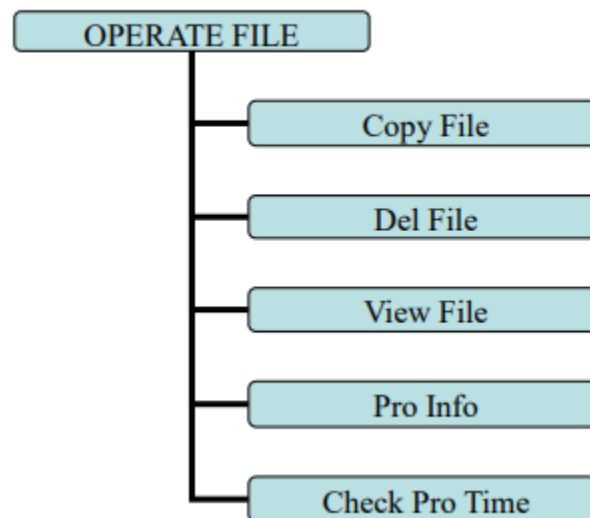 OPERATE FILE
Copy File
Del File
View File
Pro Info
Check Pro Time